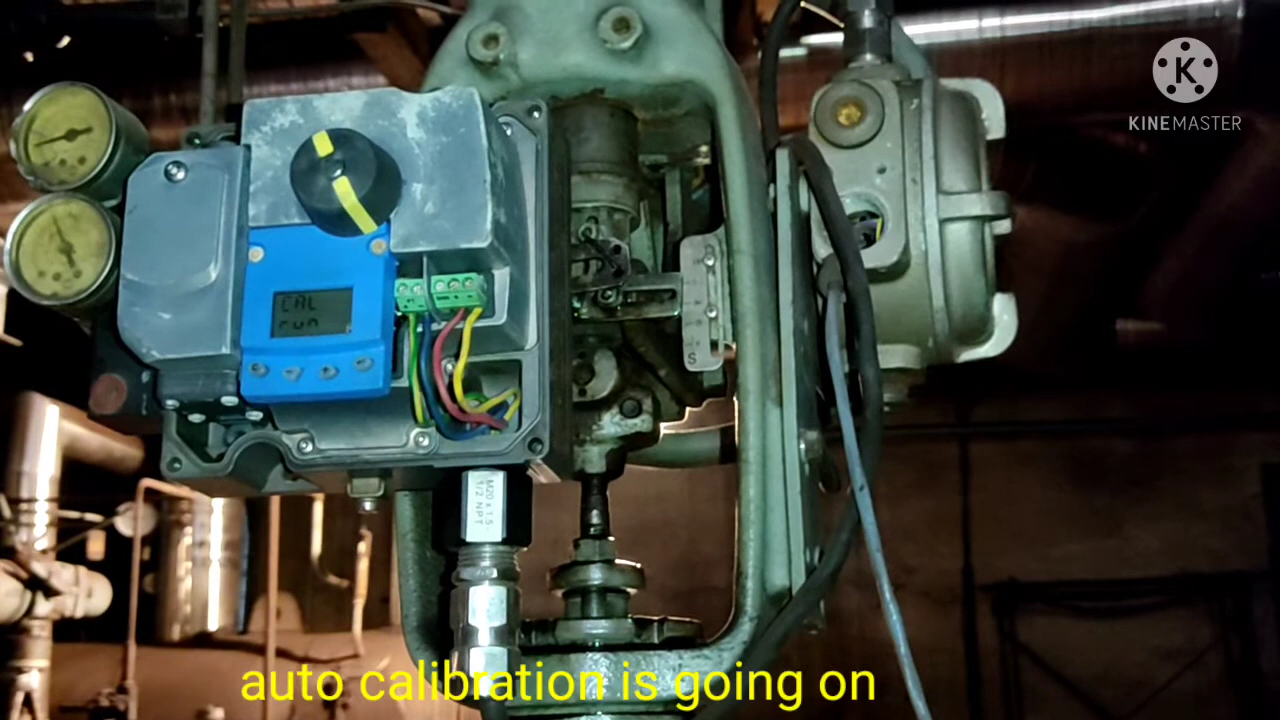 KINEMASTER
CAL
run
S
M20 x 1.5
1/2 NPT
auto calibration is going on